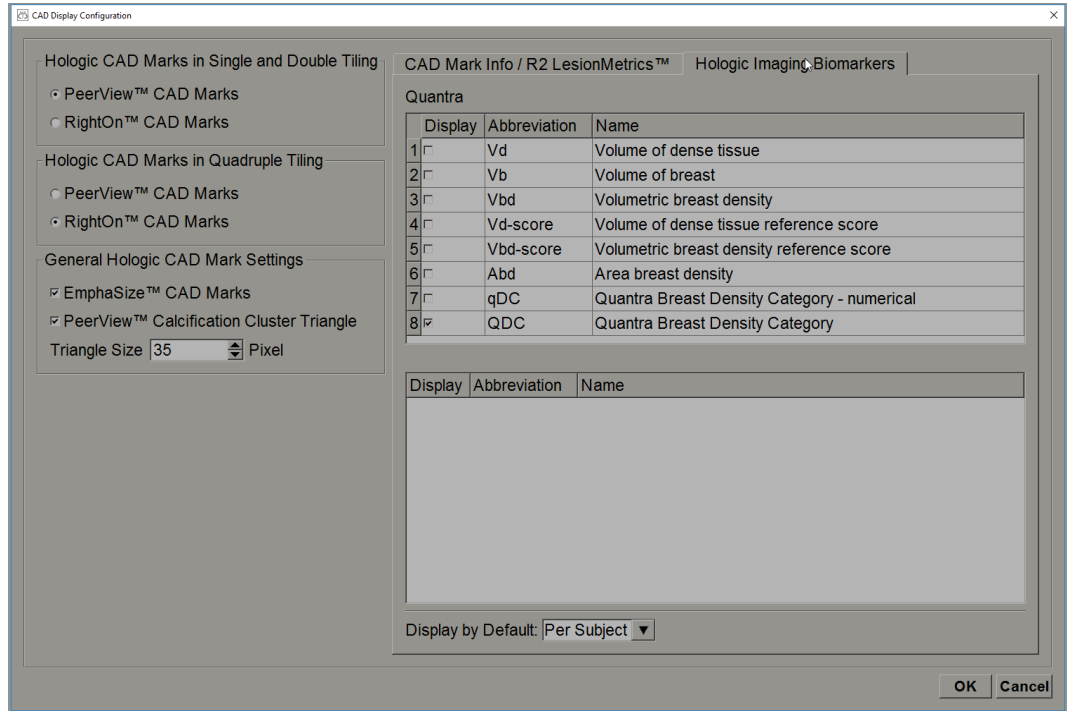 CAD Display Configuration
Hologic CAD Marks in Single and Double Tiling
PeerView™ CAD Marks
RightOn™ CAD Marks
Hologic CAD Marks in Quadruple Tiling
PeerView™ CAD Marks
RightOn™ CAD Marks
General Hologic CAD Mark Settings
EmphaSize™ CAD Marks
PeerView™ Calcification Cluster Triangle
Triangle Size 35 Pixel
CAD Mark Info / R2 LesionMetrics™ Hologic Imaging Biomarkers
Quantra
Display Abbreviation Name
1 Vd Volume of dense tissue
2 Vb Volume of breast
3 Vbd Volumetric breast density
4 Vd-score Volume of dense tissue reference score
5 Vbd-score Volumetric breast density reference score
6 Abd Area breast density
7 qDC Quantra Breast Density Category - numerical
8 QDC Quantra Breast Density Category
Display Abbreviation Name
Display by Default: Per Subject
OK Cancel